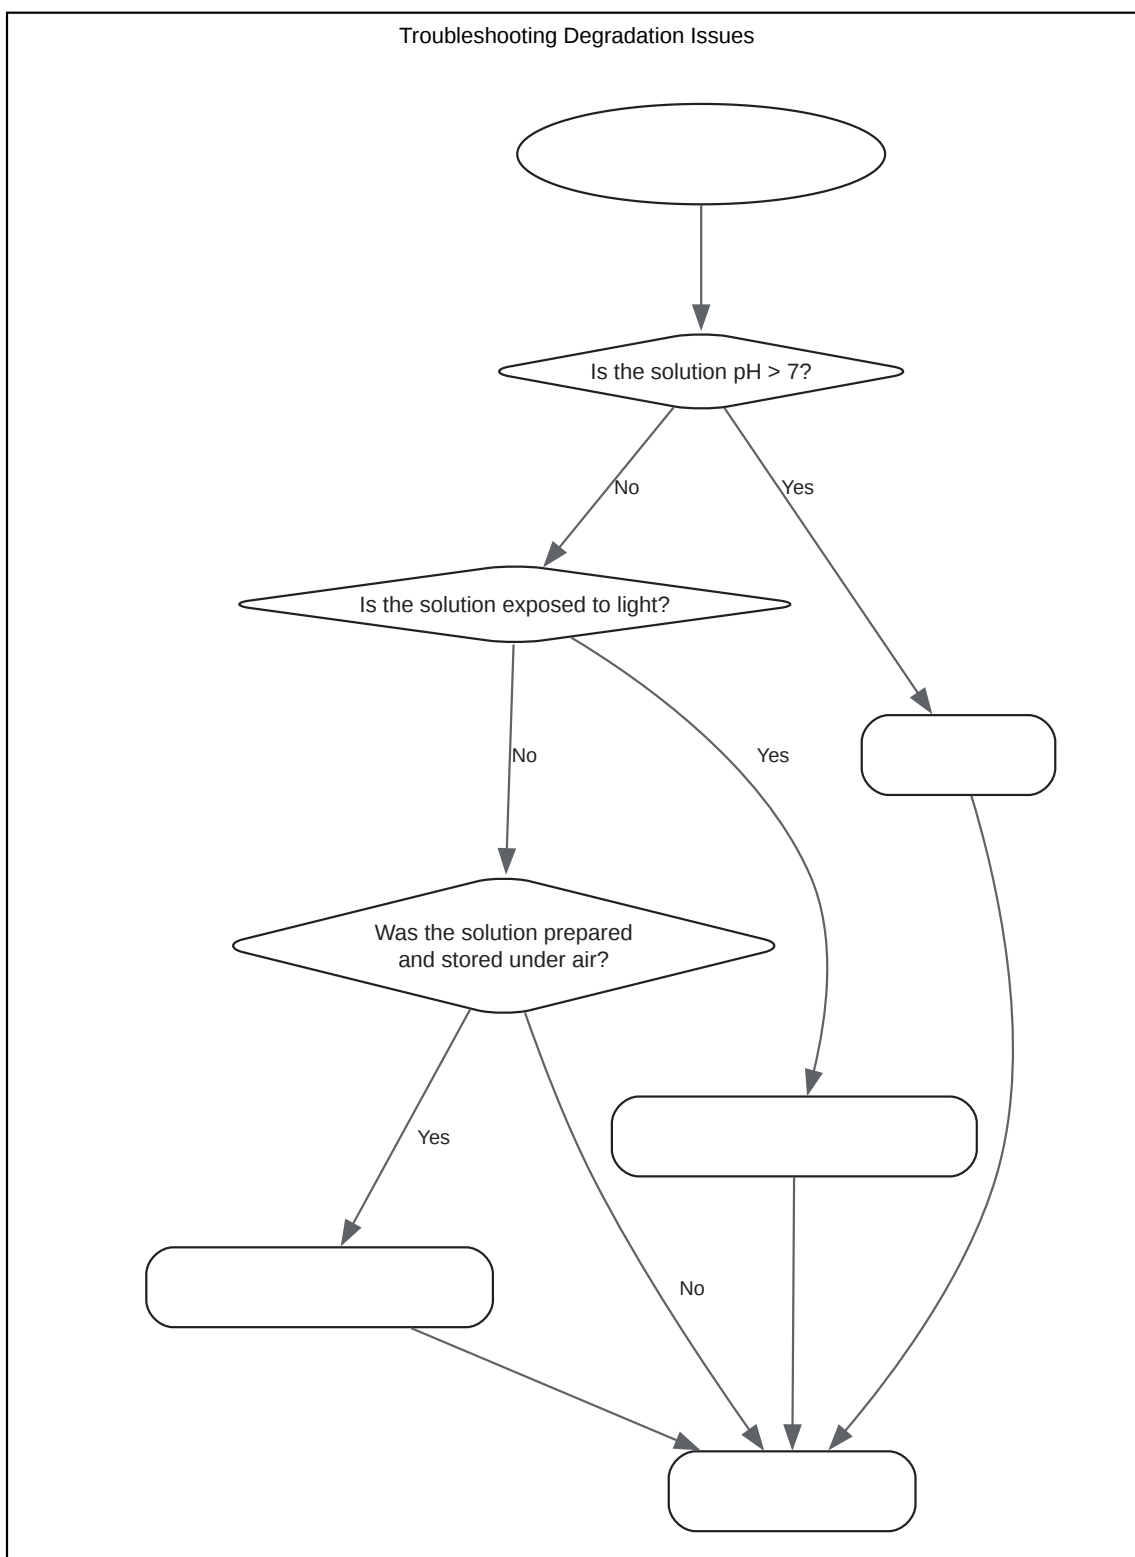 Troubleshooting Degradation Issues
Is the solution pH > 7?
No
Yes
Is the solution exposed to light?
No
Yes
Was the solution prepared
and stored under air?
Yes
No